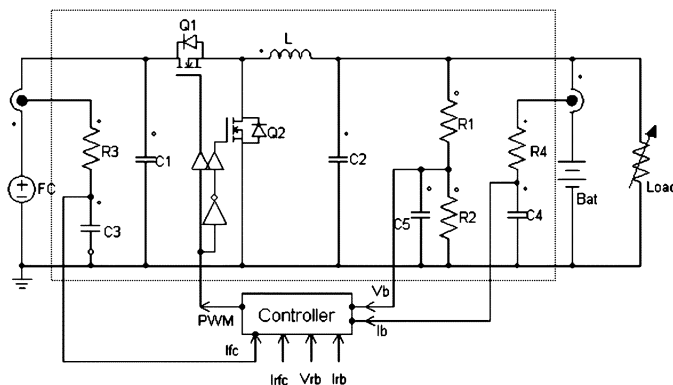 Q1
L
Q2
R1
R3
R4
C1
C2
FC
Load
Bat
R2
C5
C4
C3
Vb
PWM
Controller
Ib
Ifc
Irfc Vrb Irb